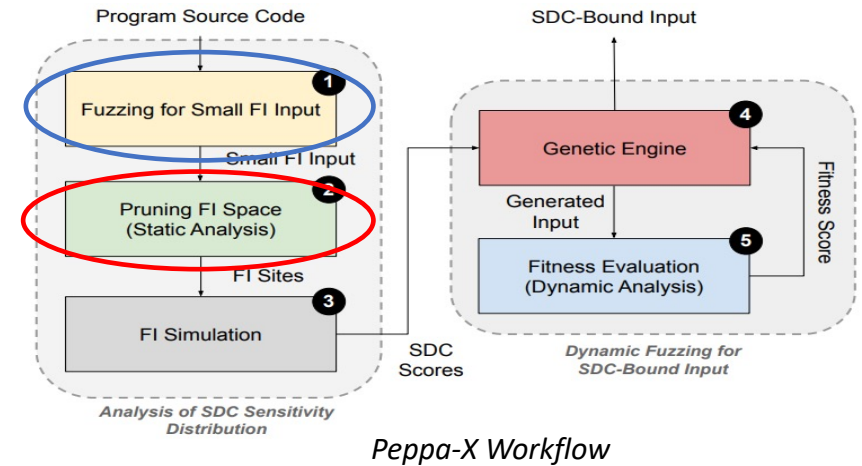 Program Source Code
1
Fuzzing for Small FI Input
Small FI Input
2
Pruning FI Space
(Static Analysis)
FI Sites
3
FI Simulation
Analysis of SDC Sensitivity
Distribution
SDC
Scores
SDC-Bound Input
4
Genetic Engine
Generated
Input
Fitness Score
5
Fitness Evaluation
(Dynamic Analysis)
Dynamic Fuzzing for
SDC-Bound Input
Peppa-X Workflow